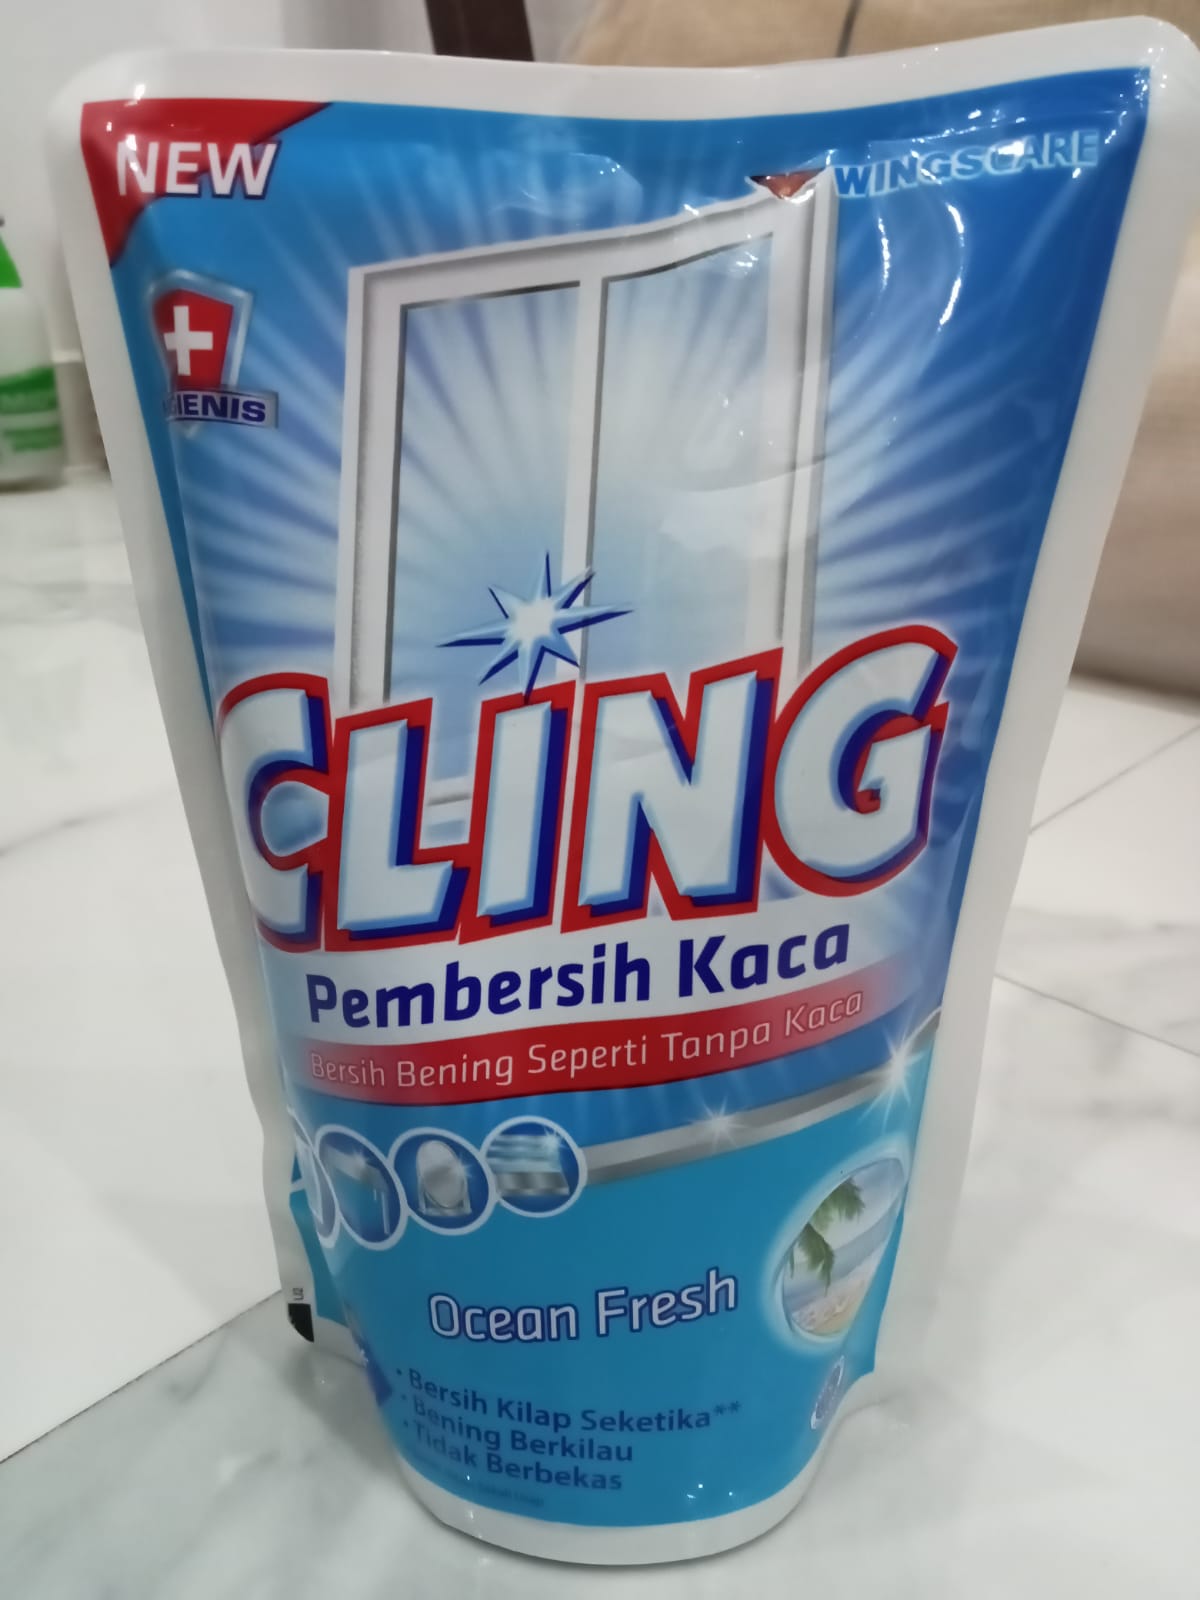 NEW
WINGSCARE
GIENIS
CLING
Pembersih Kaca
Bersih Bening Seperti Tanpa Kaca
Ocean Fresh
• Bersih Kilap Seketika**
• Bening Berkilau
• Tidak Berbekas